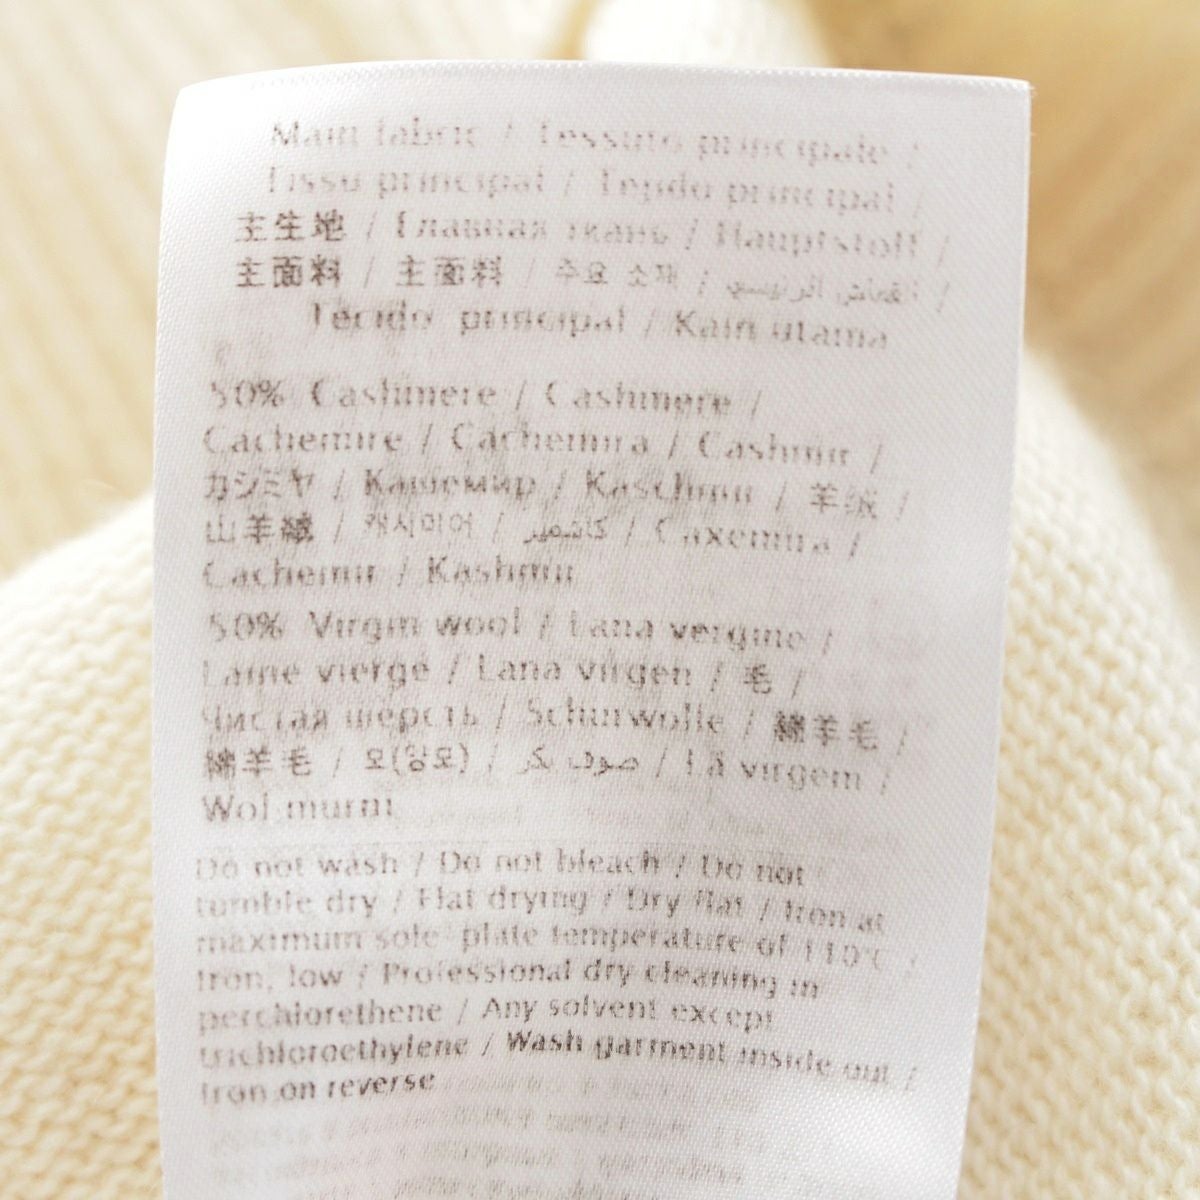 Main fabric / Tessuto principale /
Tissu principal / Tejido principal /
主生地 / Главная ткань / Hauptstoff /
主面料 / 主面料 / 주요 소재 / القماش الرئيسي /
Tecido principal / Kain utama
50% Cashmere / Cashmere /
Cachemire / Cachemira / Cashmir /
カシミヤ / Кашемир / Kaschmir / 羊绒 /
山羊絨 / 캐시미어 / كاشمير / Caxemira /
Cachemir / Kashmir
50% Virgin wool / Lana vergine /
Laine vierge / Lana virgen / 毛 /
Чистая шерсть / Schurwolle / 綿羊毛 /
綿羊毛 / 모(양모) / صوف بكر / Lã virgem /
Wol murni
Do not wash / Do not bleach / Do not
tumble dry / Flat drying / Dry flat / Iron at
maximum sole-plate temperature of 110°C /
Iron, low / Professional dry cleaning in
perchlorethene / Any solvent except
trichloroethylene / Wash garment inside out /
Iron on reverse